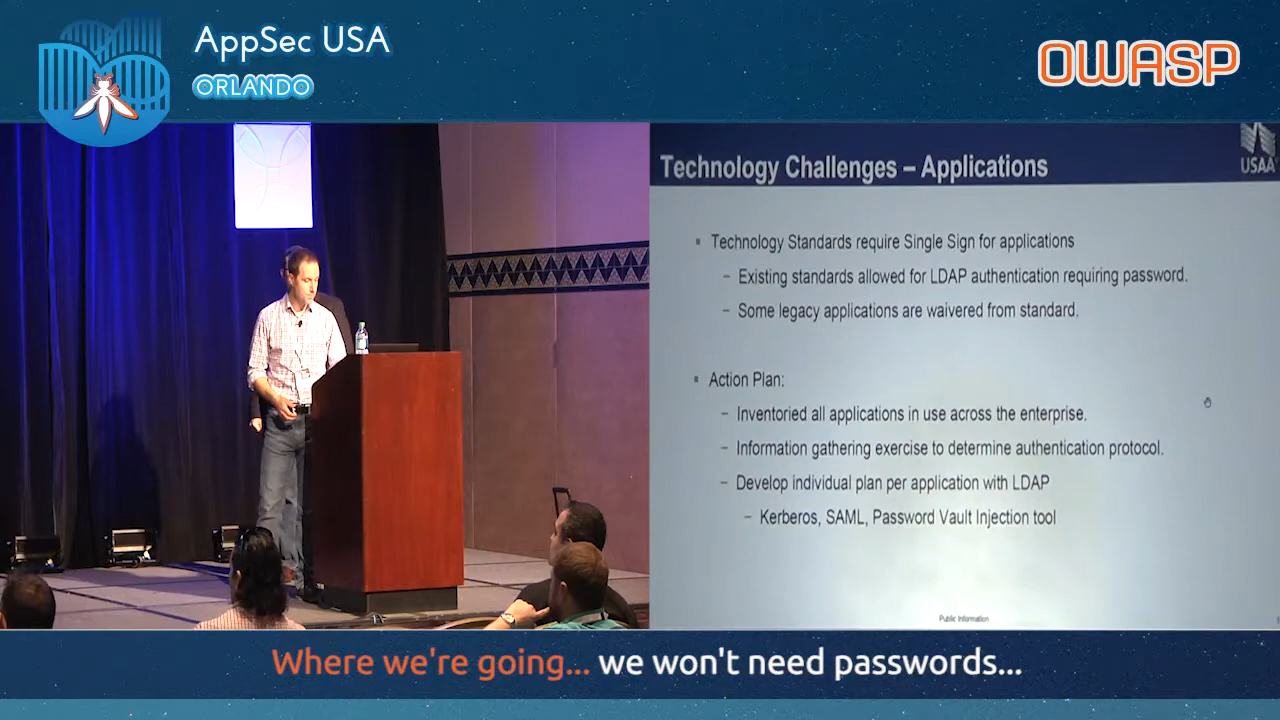 AppSec USA
ORLANDO
OWASP
Technology Challenges – Applications
USAA
Technology Standards require Single Sign for applications
– Existing standards allowed for LDAP authentication requiring password.
– Some legacy applications are waivered from standard.
Action Plan:
– Inventoried all applications in use across the enterprise.
– Information gathering exercise to determine authentication protocol.
– Develop individual plan per application with LDAP
– Kerberos, SAML, Password Vault Injection tool
Public Information
Where we're going... we won't need passwords...